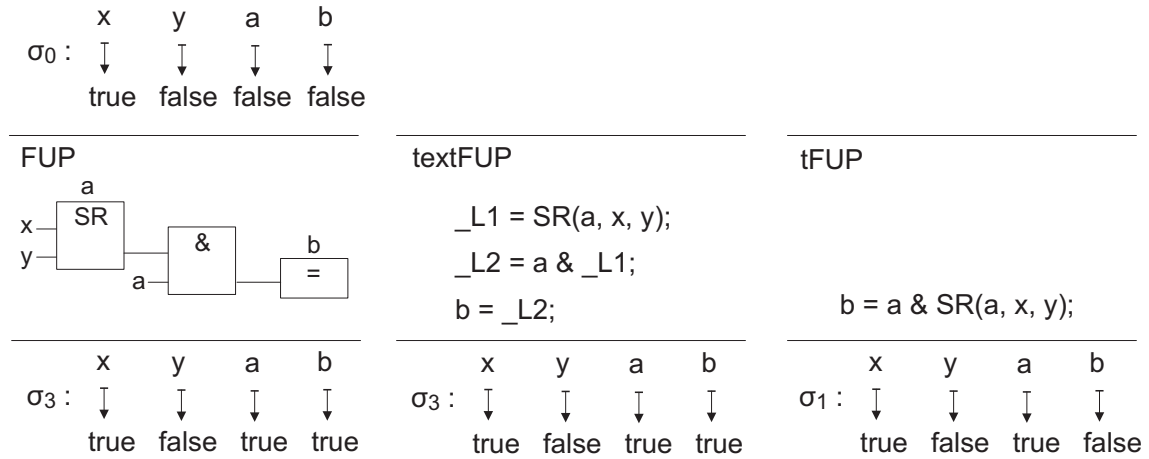 x y a b
σ0 :
true false false false
FUP textFUP tFUP
a
SR
x
y
&
a
b
=
_L1 = SR(a, x, y);
_L2 = a & _L1;
b = _L2;
b = a & SR(a, x, y);
x y a b
σ3 :
true false true true
x y a b
σ3 :
true false true true
x y a b
σ1 :
true false true false